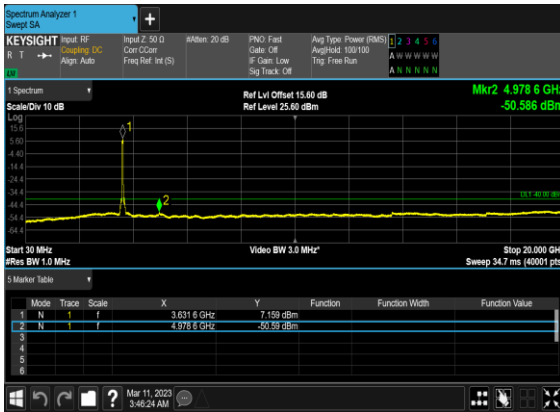 Spectrum Analyzer 1
Swept SA
+
KEYSIGHT
R T
Input: RF
Coupling: DC
Align: Auto
Input Z: 50 Ω
Corr CCorr
Freq Ref: Int (S)
#Atten: 20 dB
PNO: Fast
Gate: Off
IF Gain: Low
Sig Track: Off
Avg Type: Power (RMS)
Avg|Hold: 100/100
Trig: Free Run
1 2 3 4 5 6
A W W W W W
A N N N N N
1 Spectrum
Scale/Div 10 dB
Ref Lvl Offset 15.60 dB
Ref Level 25.60 dBm
Mkr2 4.978 6 GHz
-50.586 dBm
Log
15.6
5.60
-4.40
-14.4
-24.4
-34.4
-44.4
-54.4
-64.4
1
2
DL1 -40.00 dBm
Start 30 MHz
#Res BW 1.0 MHz
Video BW 3.0 MHz*
Stop 20.000 GHz
Sweep 34.7 ms (40001 pts)
5 Marker Table
Mode Trace Scale X Y Function Function Width Function Value
1 N 1 f 3.631 6 GHz 7.159 dBm
2 N 1 f 4.978 6 GHz -50.59 dBm
3
4
5
6
?
Mar 11, 2023
3:46:24 AM